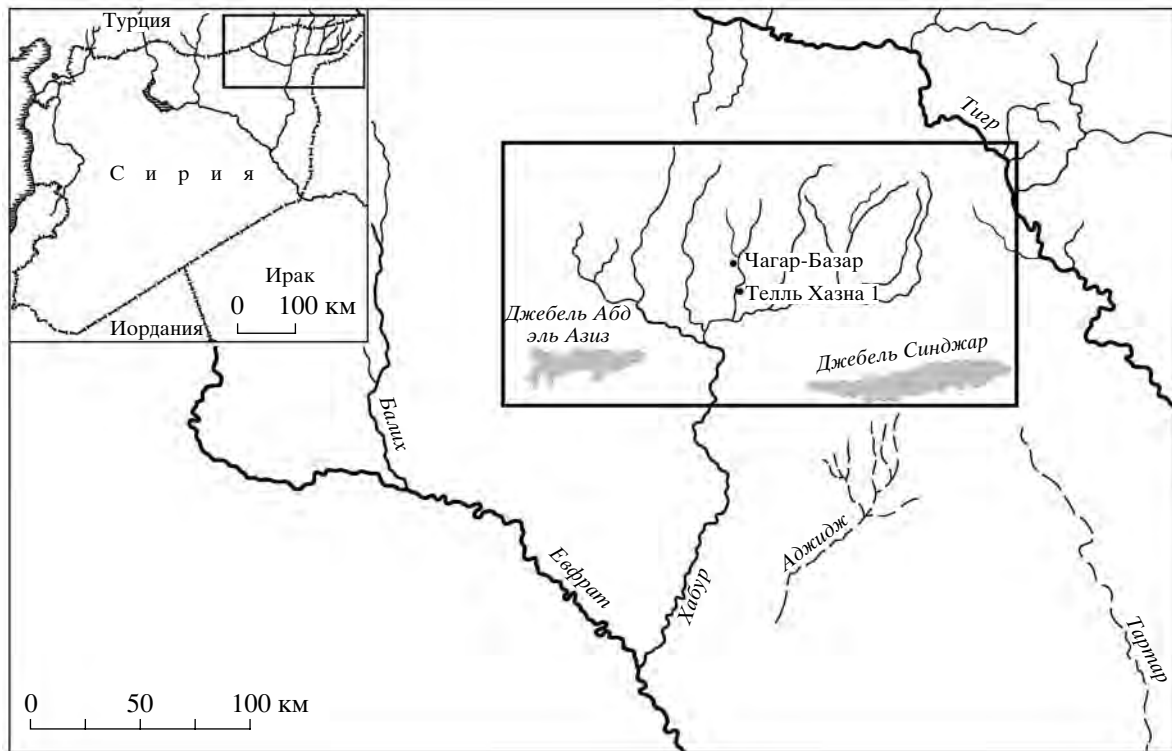 Турция
Сирия
Ирак
0 100 км
Иордания
Тигр
Чагар-Базар
Телль Хазна 1
Джебель Абд
эль Азиз
Джебель Синджар
Балих
Евфрат
Хабур
Аджидж
Тартар
0 50 100 км